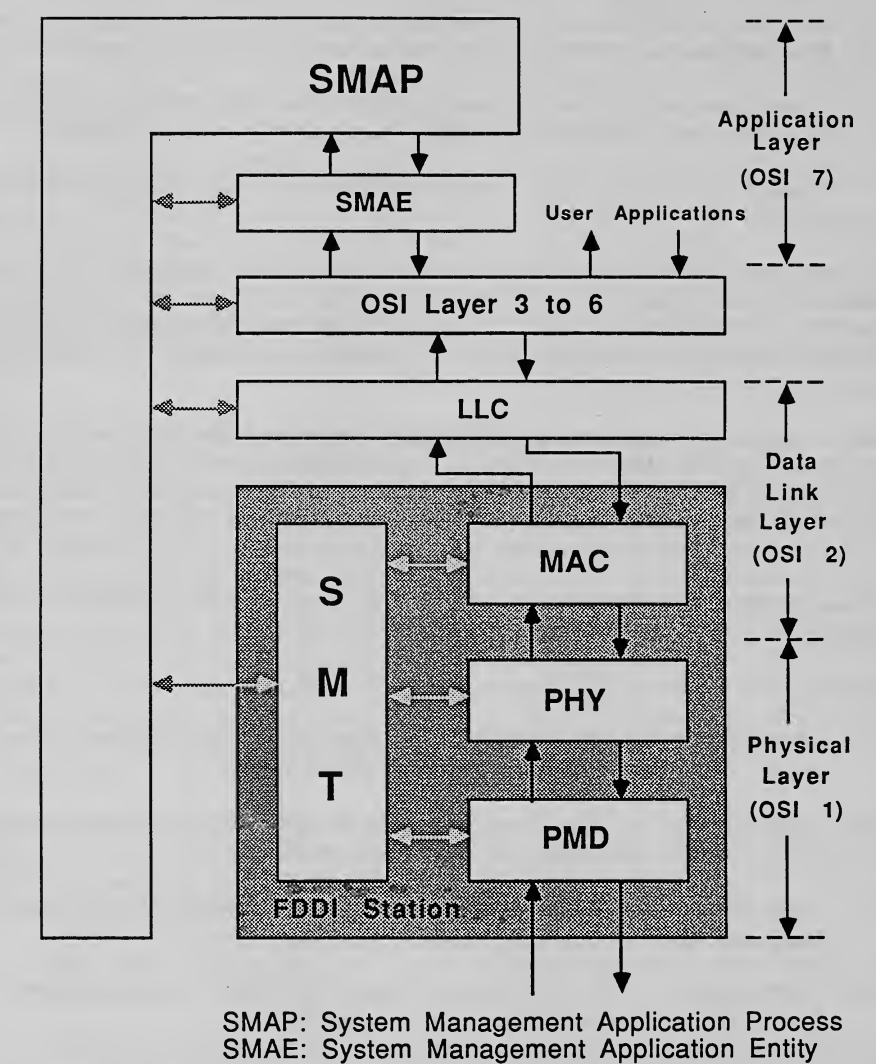 SMAP
Application
Layer
(OSI 7)
SMAE
User Applications
OSI Layer 3 to 6
LLC
Data
Link
Layer
(OSI 2)
MAC
S
M
T
PHY
Physical
Layer
(OSI 1)
PMD
FDDI Station
SMAP: System Management Application Process
SMAE: System Management Application Entity